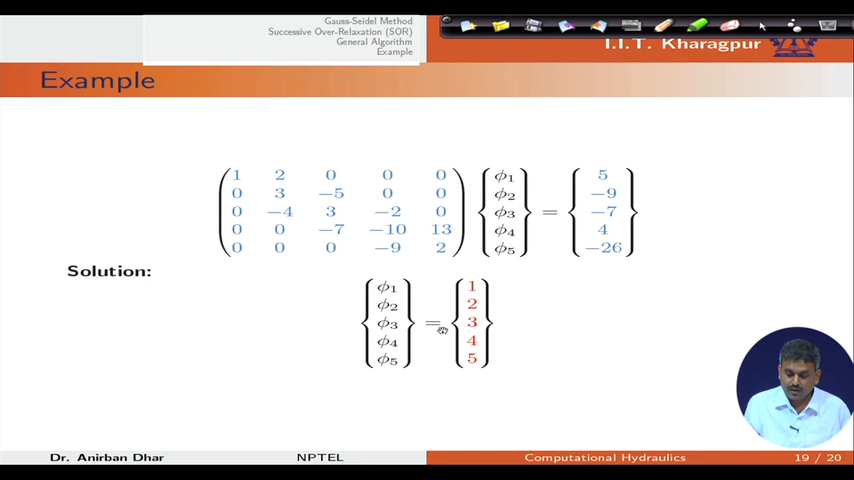 Gauss-Seidel Method
Successive Over-Relaxation (SOR)
General Algorithm
Example
I.I.T. Kharagpur
Example
1 2 0 0 0
0 3 −5 0 0
0 −4 3 −2 0
0 0 −7 −10 13
0 0 0 −9 2
ϕ1
ϕ2
ϕ3
ϕ4
ϕ5
=
5
−9
−7
4
−26
Solution:
ϕ1
ϕ2
ϕ3
ϕ4
ϕ5
=
1
2
3
4
5
Dr. Anirban Dhar NPTEL Computational Hydraulics 19 / 20